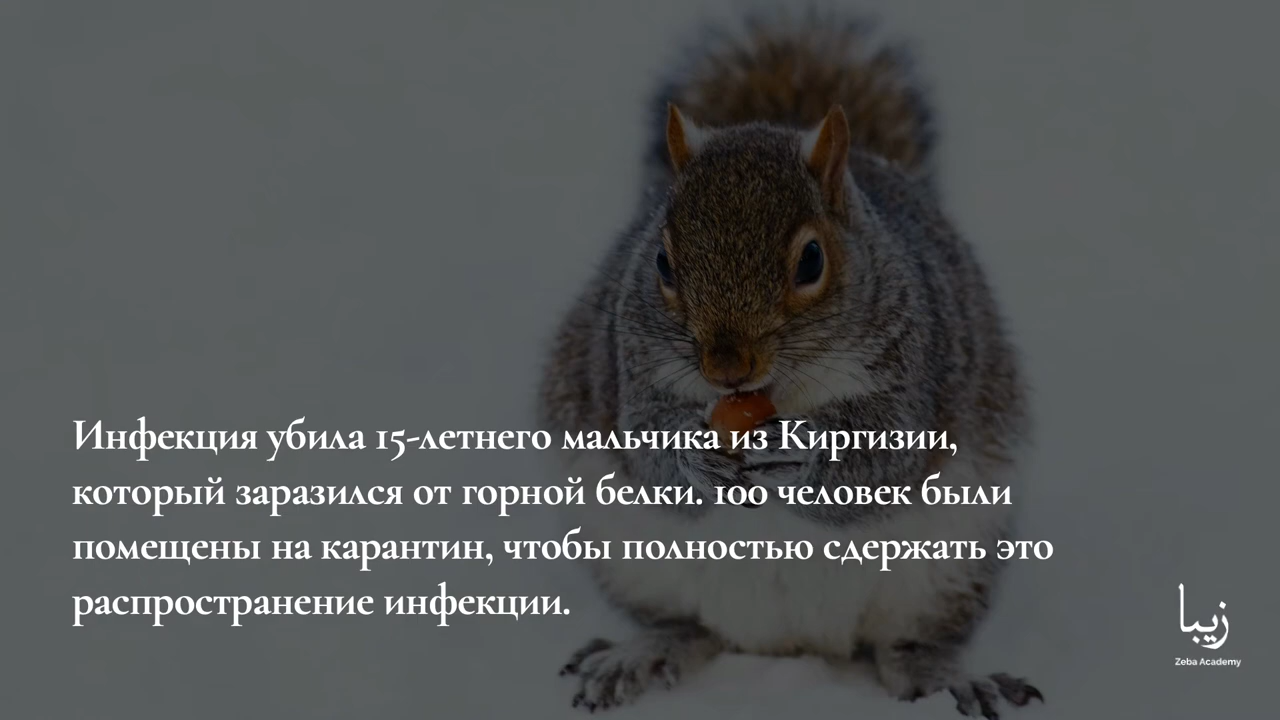 Инфекция убила 15-летнего мальчика из Киргизии,
который заразился от горной белки. 100 человек были
помещены на карантин, чтобы полностью сдержать это
распространение инфекции.
زیبا
Zeba Academy